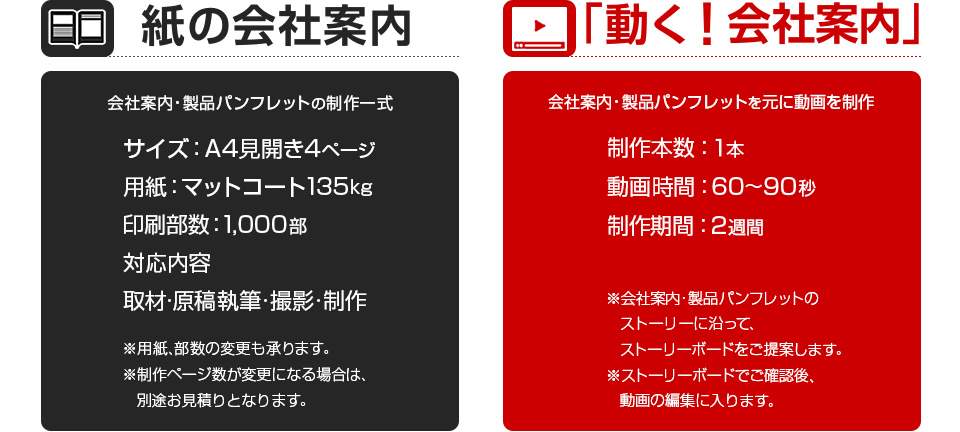 紙の会社案内
会社案内・製品パンフレットの制作一式
サイズ：A4見開き4ページ
用紙：マットコート135kg
印刷部数：1,000部
対応内容
取材・原稿執筆・撮影・制作
※用紙、部数の変更も承ります。
※制作ページ数が変更になる場合は、
別途お見積りとなります。
「動く！会社案内」
会社案内・製品パンフレットを元に動画を制作
制作本数：1本
動画時間：60〜90秒
制作期間：2週間
※会社案内・製品パンフレットの
ストーリーに沿って、
ストーリーボードをご提案します。
※ストーリーボードでご確認後、
動画の編集に入ります。